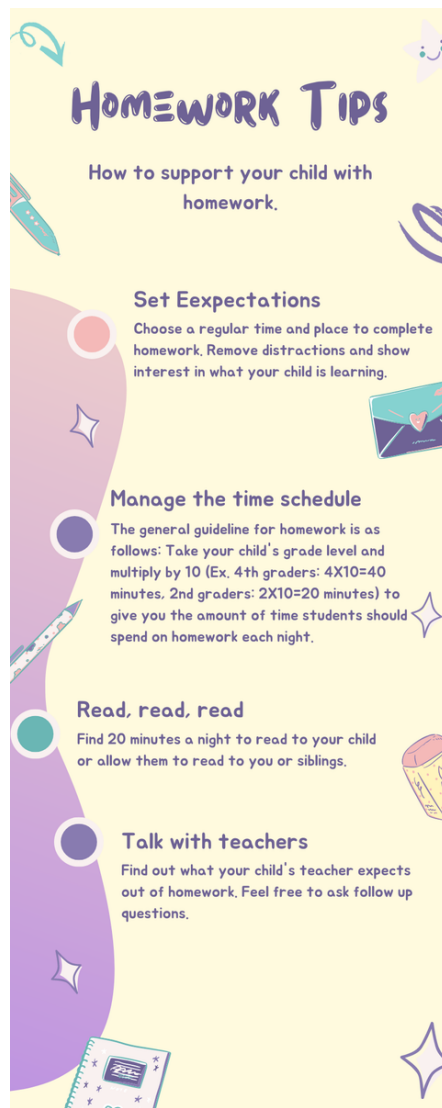 HOMEWORK TIPS
How to support your child with
homework.
Set Eexpectations
Choose a regular time and place to complete
homework. Remove distractions and show
interest in what your child is learning.
Manage the time schedule
The general guideline for homework is as
follows: Take your child's grade level and
multiply by 10 (Ex. 4th graders: 4X10=40
minutes, 2nd graders: 2X10=20 minutes) to
give you the amount of time students should
spend on homework each night.
Read, read, read
Find 20 minutes a night to read to your child
or allow them to read to you or siblings.
Talk with teachers
Find out what your child's teacher expects
out of homework. Feel free to ask follow up
questions.